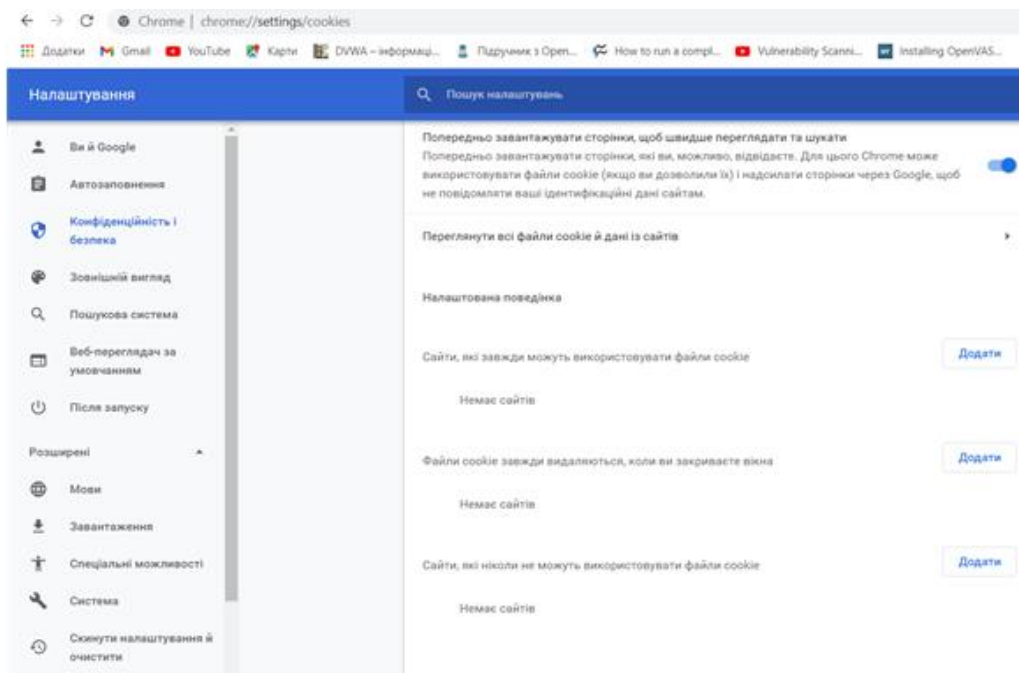 Chrome | chrome://settings/cookies
Додатки Gmail YouTube Карти DVWA – інформаці... Підручник з Open... How to run a compl... Vulnerability Scanni... Installing OpenVAS...
Налаштування
Пошук налаштувань
Ви й Google
Автозаповнення
Конфіденційність і
безпека
Зовнішній вигляд
Пошукова система
Веб-переглядач за
умовчанням
Після запуску
Розширені
Мови
Завантаження
Спеціальні можливості
Система
Скинути налаштування й
очистити
Попередньо завантажувати сторінки, щоб швидше переглядати та шукати
Попередньо завантажувати сторінки, які ви, можливо, відвідаєте. Для цього Chrome може
використовувати файли cookie (якщо ви дозволили їх) і надсилати сторінки через Google, щоб
не повідомляти ваші ідентифікаційні дані сайтам.
Переглянути всі файли cookie й дані із сайтів
Налаштована поведінка
Сайти, які завжди можуть використовувати файли cookie
Додати
Немає сайтів
Файли cookie завжди видаляються, коли ви закриваєте вікна
Додати
Немає сайтів
Сайти, які ніколи не можуть використовувати файли cookie
Додати
Немає сайтів